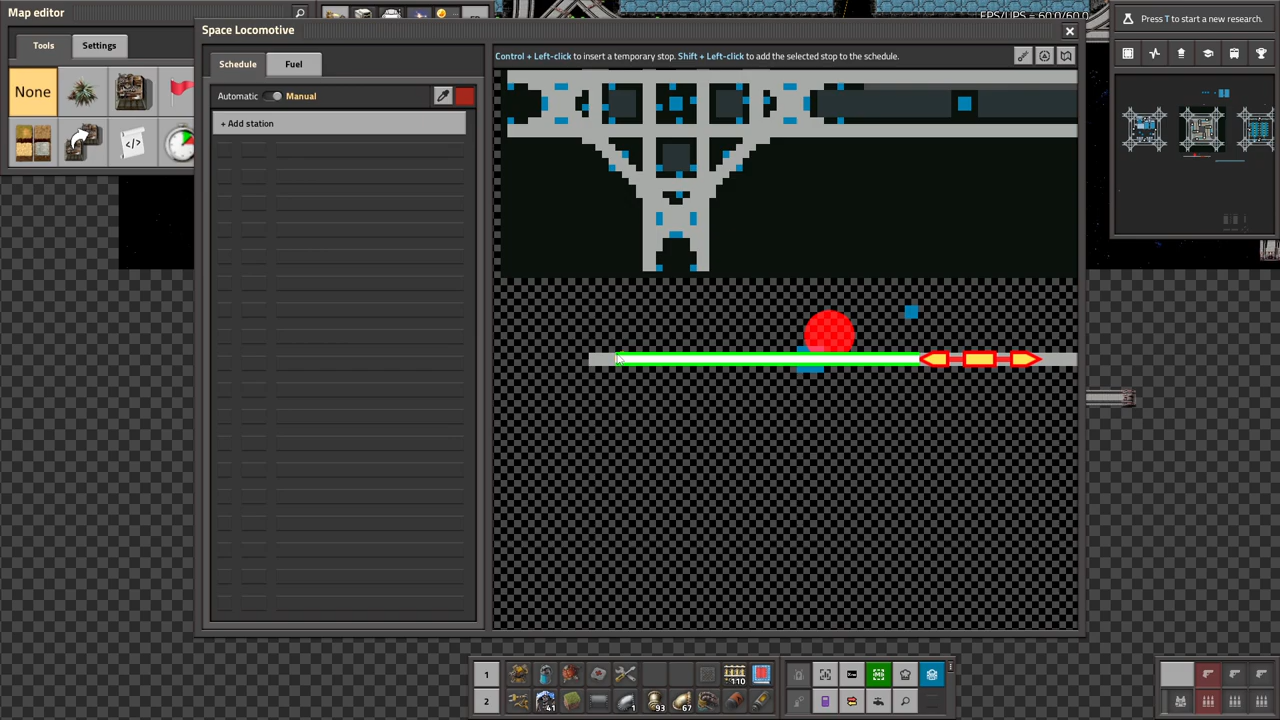 Map editor
Tools
Settings
None
Space Locomotive
Schedule
Fuel
Automatic
Manual
+ Add station
Control + Left-click to insert a temporary stop. Shift + Left-click to add the selected stop to the schedule.
FPS/UPS = 60.0/60.0
Press T to start a new research.
1
110
2
41
1
93
67